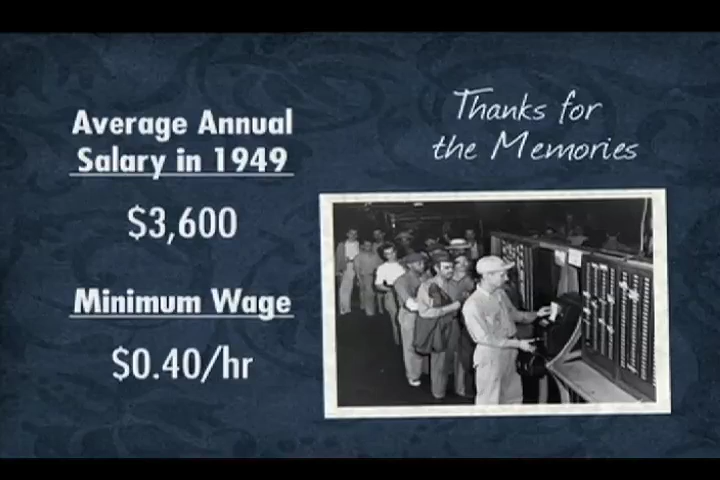 Average Annual
Salary in 1949
$3,600
Minimum Wage
$0.40/hr
Thanks for
the Memories